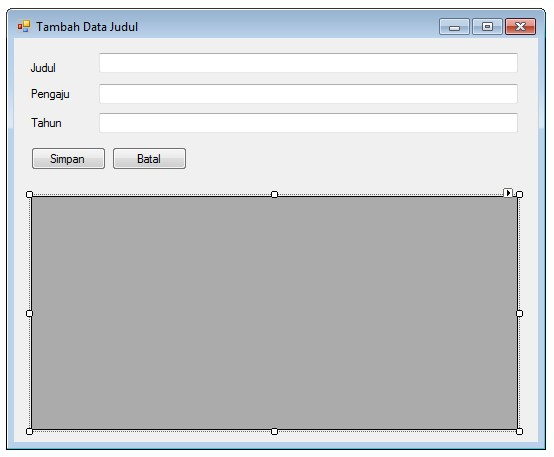 Tambah Data Judul
Judul
Pengaju
Tahun
Simpan Batal